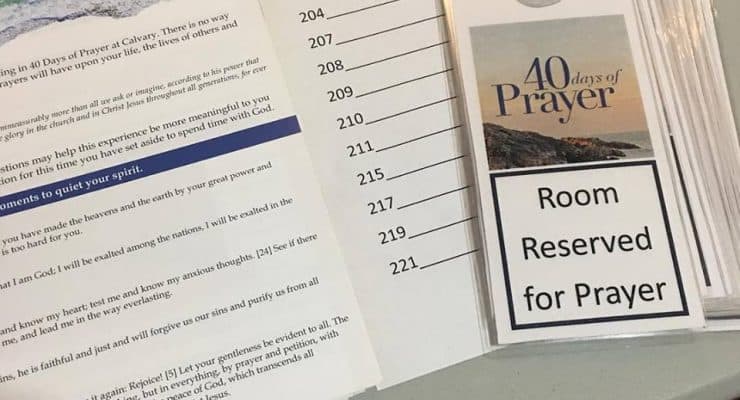 ing in 40 Days of Prayer at Calvary. There is no way
rayers will have upon your life, the lives of others and
mmeasurably more than all we ask or imagine, according to his power that
glory in the church and in Christ Jesus throughout all generations, for ever
stions may help this experience be more meaningful to you
ion for this time you have set aside to spend time with God.
oments to quiet your spirit.
you have made the heavens and the earth by your great power and
is too hard for you.
at I am God; I will be exalted among the nations, I will be exalted in the
and know my heart; test me and know my anxious thoughts. [24] See if there
me, and lead me in the way everlasting.
ins, he is faithful and just and will forgive us our sins and purify us from all
it again: Rejoice! [5] Let your gentleness be evident to all. The
but in everything, by prayer and petition, with
peace of God, which transcends all
Jesus.
204
207
208
209
210
211
215
217
219
221
40 days of
Prayer
Room
Reserved
for Prayer